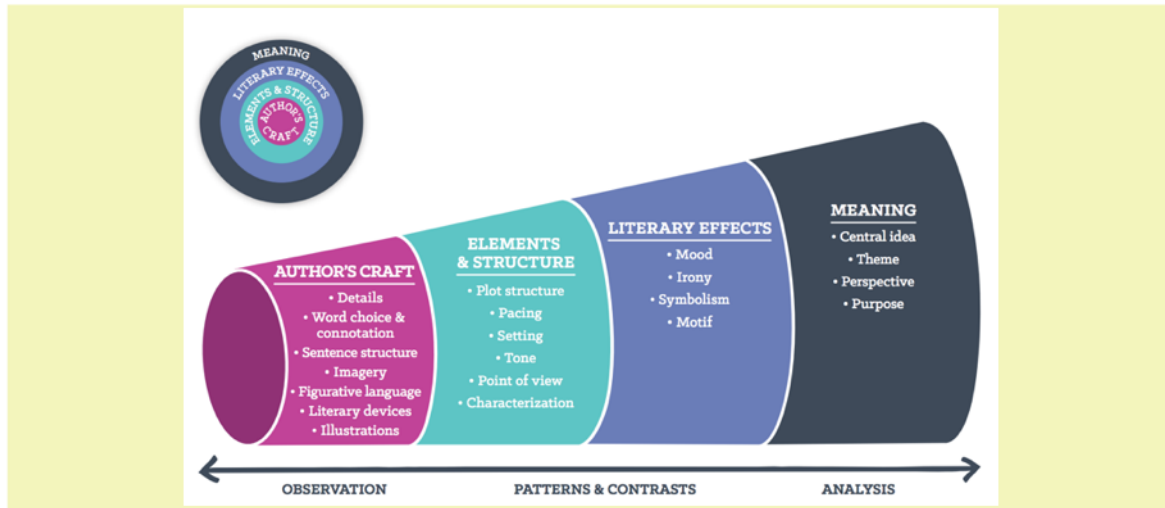 MEANING
LITERARY EFFECTS
ELEMENTS & STRUCTURE
AUTHOR'S
CRAFT
AUTHOR'S CRAFT
• Details
• Word choice &
connotation
• Sentence structure
• Imagery
• Figurative language
• Literary devices
• Illustrations
ELEMENTS
& STRUCTURE
• Plot structure
• Pacing
• Setting
• Tone
• Point of view
• Characterization
LITERARY EFFECTS
• Mood
• Irony
• Symbolism
• Motif
MEANING
• Central idea
• Theme
• Perspective
• Purpose
OBSERVATION
PATTERNS & CONTRASTS
ANALYSIS